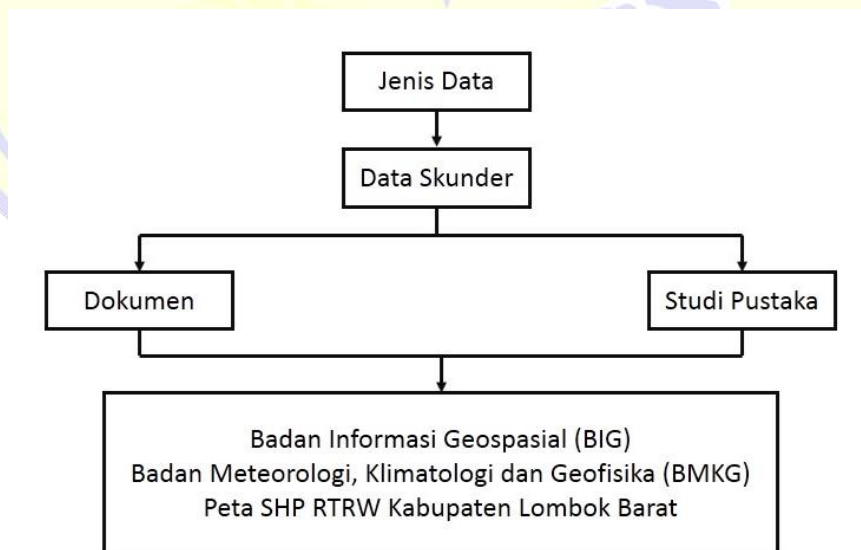 Jenis Data
Data Skunder
Dokumen
Studi Pustaka
Badan Informasi Geospasial (BIG)
Badan Meteorologi, Klimatologi dan Geofisika (BMKG)
Peta SHP RTRW Kabupaten Lombok Barat